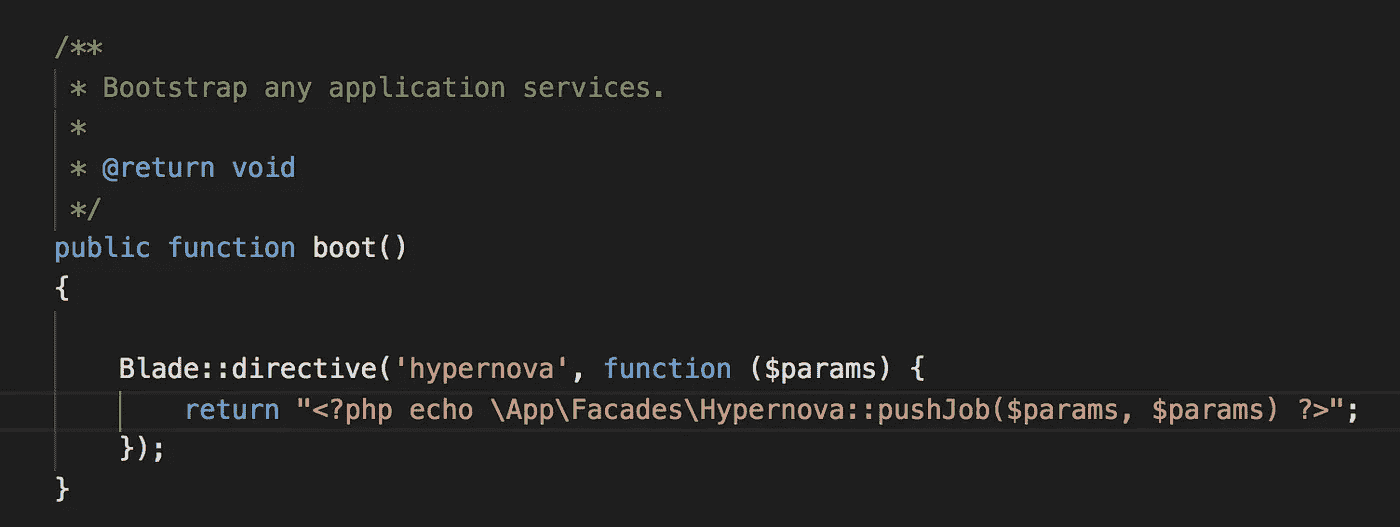 /**
 * Bootstrap any application services.
 *
 * @return void
 */
public function boot()
{
    Blade::directive('hypernova', function ($params) {
        return "<?php echo \App\Facades\Hypernova::pushJob($params, $params) ?>";
    });
}